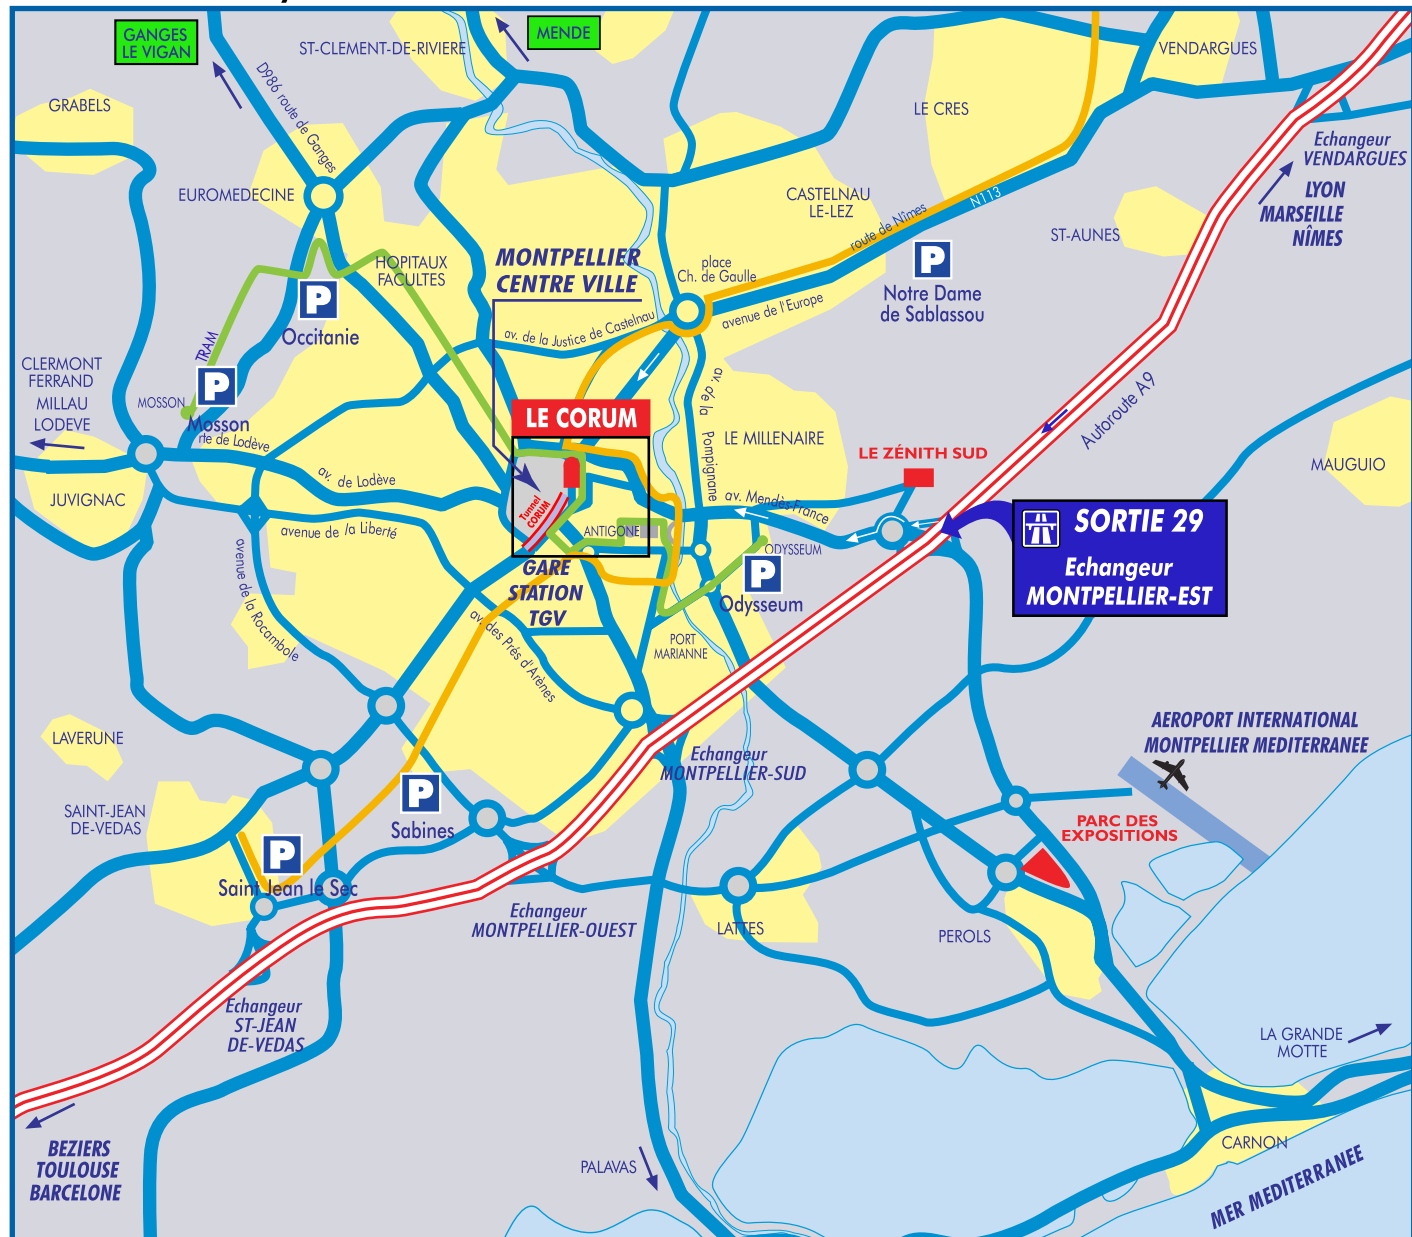 GANGES
LE VIGAN
MENDE
ST-CLEMENT-DE-RIVIERE
VENDARGUES
D986 route de Ganges
GRABELS
LE CRES
Echangeur
VENDARGUES
EUROMEDECINE
CASTELNAU
LE-LEZ
N113
LYON
MARSEILLE
NÎMES
route de Nîmes
ST-AUNES
MONTPELLIER
CENTRE VILLE
HOPITAUX
FACULTES
place
Ch. de Gaulle
P
Notre Dame
de Sablassou
P
Occitanie
avenue de l'Europe
av. de la Justice de Castelnau
TRAM
CLERMONT
FERRAND
MILLAU
LODEVE
P
MOSSON
Mosson
rte de Lodève
av. de la Pompignane
Autoroute A9
LE CORUM
LE MILLENAIRE
LE ZÉNITH SUD
MAUGUIO
JUVIGNAC
av. de Lodève
av. Mendès-France
Tunnel
CORUM
avenue de la Liberté
ANTIGONE
ODYSSEUM
SORTIE 29
Echangeur
MONTPELLIER-EST
GARE
STATION
TGV
P
Odysseum
avenue de la Rocambole
av. des Prés d'Arènes
PORT
MARIANNE
LAVERUNE
AEROPORT INTERNATIONAL
MONTPELLIER MEDITERRANEE
Echangeur
MONTPELLIER-SUD
P
Sabines
SAINT-JEAN
DE-VEDAS
PARC DES
EXPOSITIONS
P
Saint Jean le Sec
Echangeur
MONTPELLIER-OUEST
LATTES
PEROLS
Echangeur
ST-JEAN
DE-VEDAS
LA GRANDE
MOTTE
BEZIERS
TOULOUSE
BARCELONE
PALAVAS
CARNON
MER MEDITERRANEE